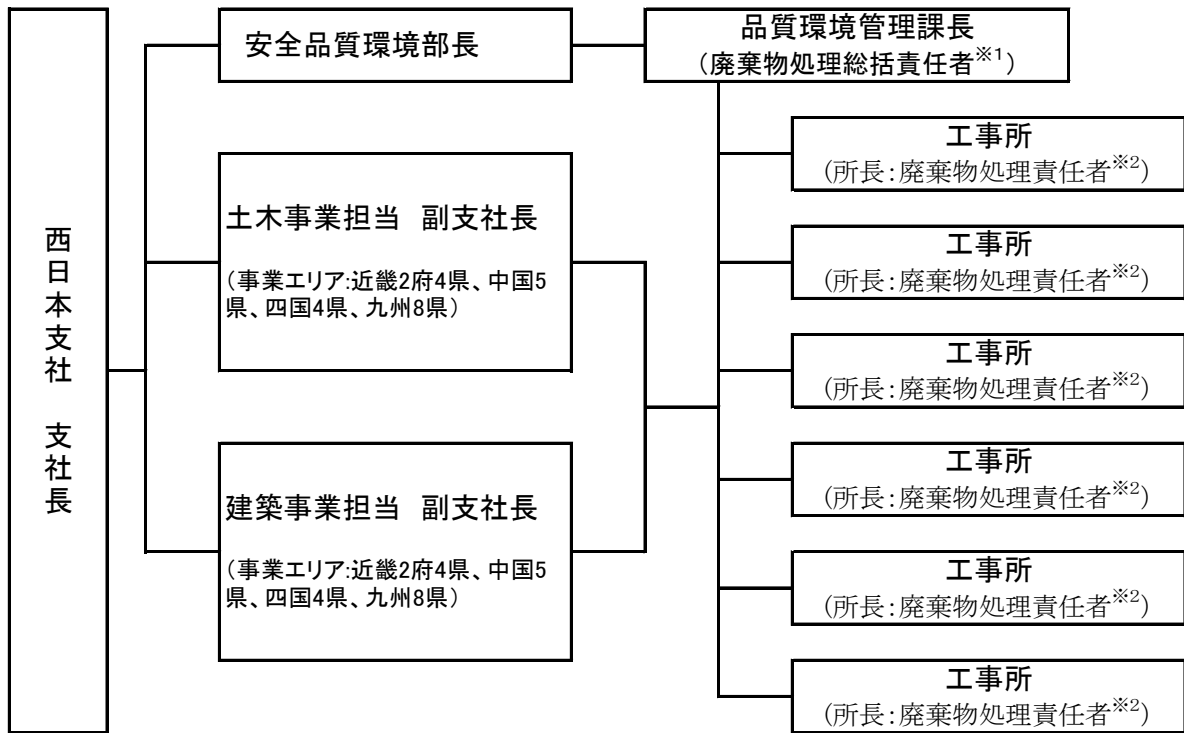 西日本支社　支社長
安全品質環境部長
品質環境管理課長
(廃棄物処理総括責任者※1)
土木事業担当　副支社長
(事業エリア:近畿2府4県、中国5
県、四国4県、九州8県)
建築事業担当　副支社長
(事業エリア:近畿2府4県、中国5
県、四国4県、九州8県)
工事所
(所長:廃棄物処理責任者※2)
工事所
(所長:廃棄物処理責任者※2)
工事所
(所長:廃棄物処理責任者※2)
工事所
(所長:廃棄物処理責任者※2)
工事所
(所長:廃棄物処理責任者※2)
工事所
(所長:廃棄物処理責任者※2)